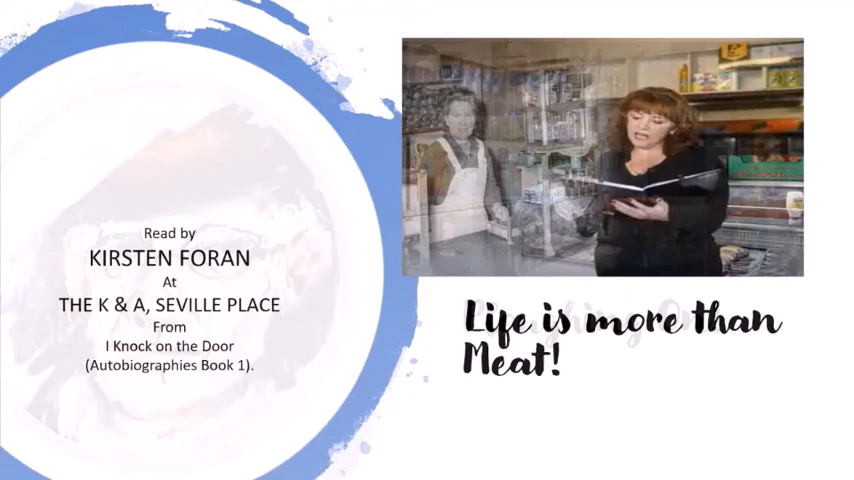 Read by
KIRSTEN FORAN
At
THE K & A, SEVILLE PLACE
From
I Knock on the Door
(Autobiographies Book 1).
Life is more than
Meat!